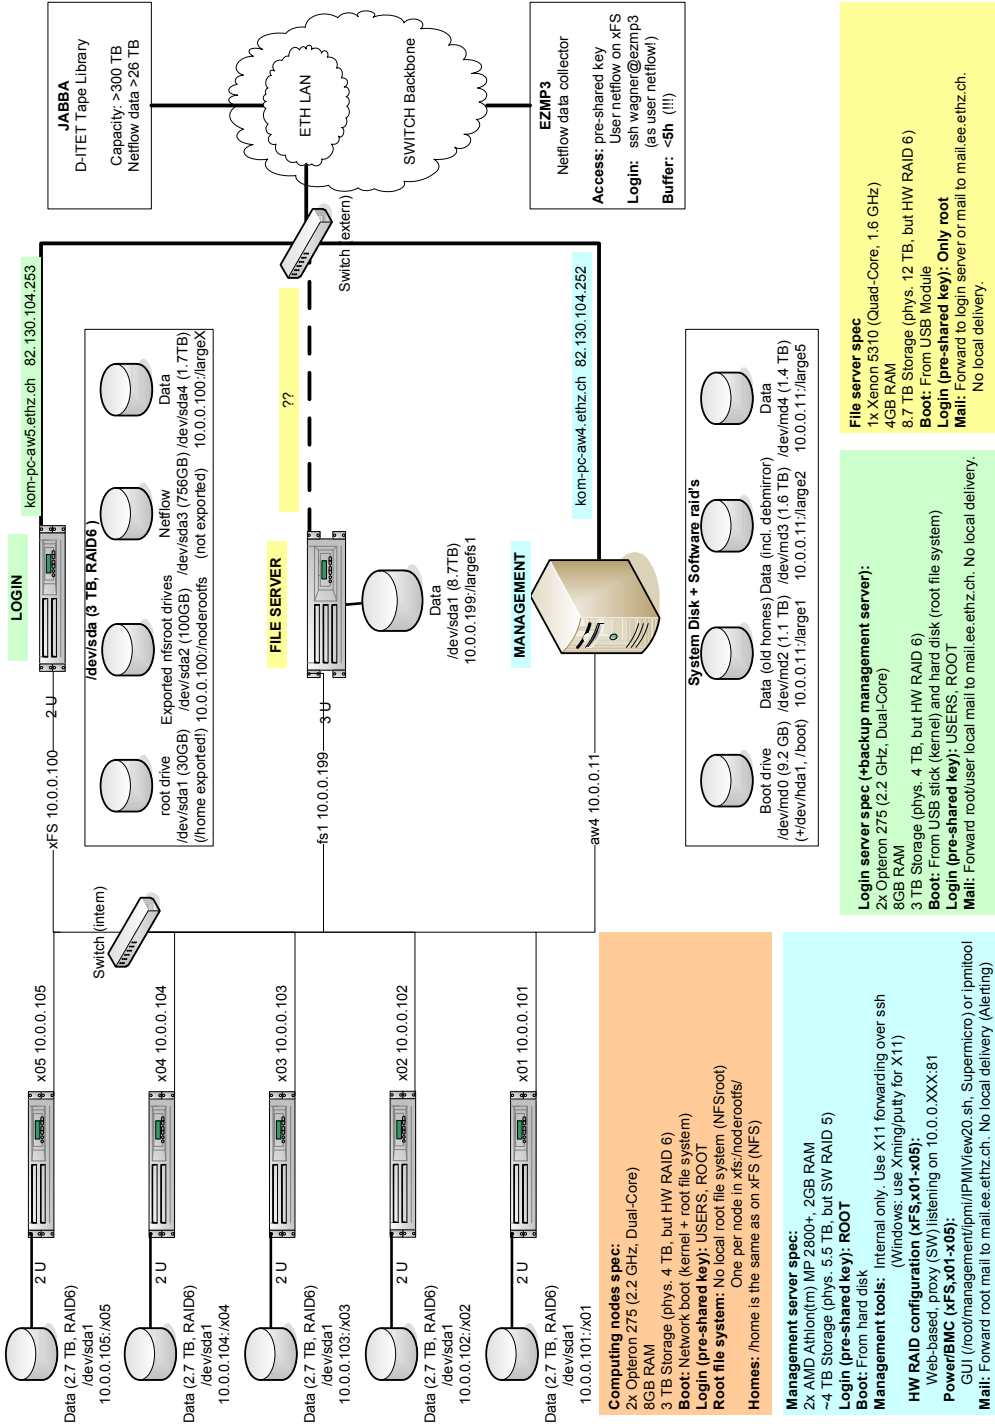 JABBA
D-ITET Tape Library
Capacity: >300 TB
Netflow data >26 TB
ETH LAN
SWITCH Backbone
EZMP3
Netflow data collector
Access: pre-shared key
User netflow on xFS
Login: ssh wagner@ezmp3
(as user netflow!)
Buffer: <5h (!!!)
Switch (extern)
LOGIN
kom-pc-aw5.ethz.ch 82.130.104.253
2 U
xFS 10.0.0.100
/dev/sda (3 TB, RAID6 )
root drive
/dev/sda1 (30GB)
(/home exported!)
Exported nfsroot drives
/dev/sda2 (100GB)
10.0.0.100:/noderootfs
Netflow
/dev/sda3 (756GB)
(not exported)
Data
/dev/sda4 (1.7TB)
10.0.0.100:/largeX
FILE SERVER
??
3 U
fs1 10.0.0.199
Data
/dev/sda1 (8.7TB)
10.0.0.199:/largefs1
MANAGEMENT
kom-pc-aw4.ethz.ch 82.130.104.252
aw4 10.0.0.11
System Disk + Software raid's
Boot drive
/dev/md0 (9.2 GB)
(+/dev/hda1, /boot)
Data (old homes)
/dev/md2 (1.1 TB)
10.0.0.11:/large1
Data (incl. debmirror)
/dev/md3 (1.6 TB)
10.0.0.11:/large2
Data
/dev/md4 (1.4 TB)
10.0.0.11:/large5
Switch (intern)
x05 10.0.0.105
2 U
Data (2.7 TB, RAID6)
/dev/sda1
10.0.0.105:/x05
x04 10.0.0.104
2 U
Data (2.7 TB, RAID6)
/dev/sda1
10.0.0.104:/x04
x03 10.0.0.103
2 U
Data (2.7 TB, RAID6)
/dev/sda1
10.0.0.103:/x03
x02 10.0.0.102
2 U
Data (2.7 TB, RAID6)
/dev/sda1
10.0.0.102:/x02
x01 10.0.0.101
2 U
Data (2.7 TB, RAID6)
/dev/sda1
10.0.0.101:/x01
Computing nodes spec:
2x Opteron 275 (2.2 GHz, Dual-Core)
8GB RAM
3 TB Storage (phys. 4 TB, but HW RAID 6)
Boot: Network boot (kernel + root file system)
Login (pre-shared key): USERS, ROOT
Root file system: No local root file system (NFSroot)
One per node in xfs:/noderootfs/
Homes: /home is the same as on xFS (NFS)
Management server spec:
2x AMD Athlon(tm) MP 2800+, 2GB RAM
~4 TB Storage (phys. 5.5 TB, but SW RAID 5)
Login (pre-shared key): ROOT
Boot: From hard disk
Management tools: Internal only. Use X11 forwarding over ssh
(Windows: use Xming/putty for X11)
HW RAID configuration (xFS,x01-x05):
Web-based, proxy (SW) listening on 10.0.0.XXX:81
Power/BMC (xFS,x01-x05):
GUI (/root/management/ipmi//IPMIView20.sh, Supermicro) or ipmitool
Mail: Forward root mail to mail.ee.ethz.ch. No local delivery (Alerting)
Login server spec (+backup management server):
2x Opteron 275 (2.2 GHz, Dual-Core)
8GB RAM
3 TB Storage (phys. 4 TB, but HW RAID 6)
Boot: From USB stick (kernel) and hard disk (root file system)
Login (pre-shared key): USERS, ROOT
Mail: Forward root/user local mail to mail.ee.ethz.ch. No local delivery.
File server spec
1x Xenon 5310 (Quad-Core, 1.6 GHz)
4GB RAM
8.7 TB Storage (phys. 12 TB, but HW RAID 6)
Boot: From USB Module
Login (pre-shared key): Only root
Mail: Forward to login server or mail to mail.ee.ethz.ch.
No local delivery.